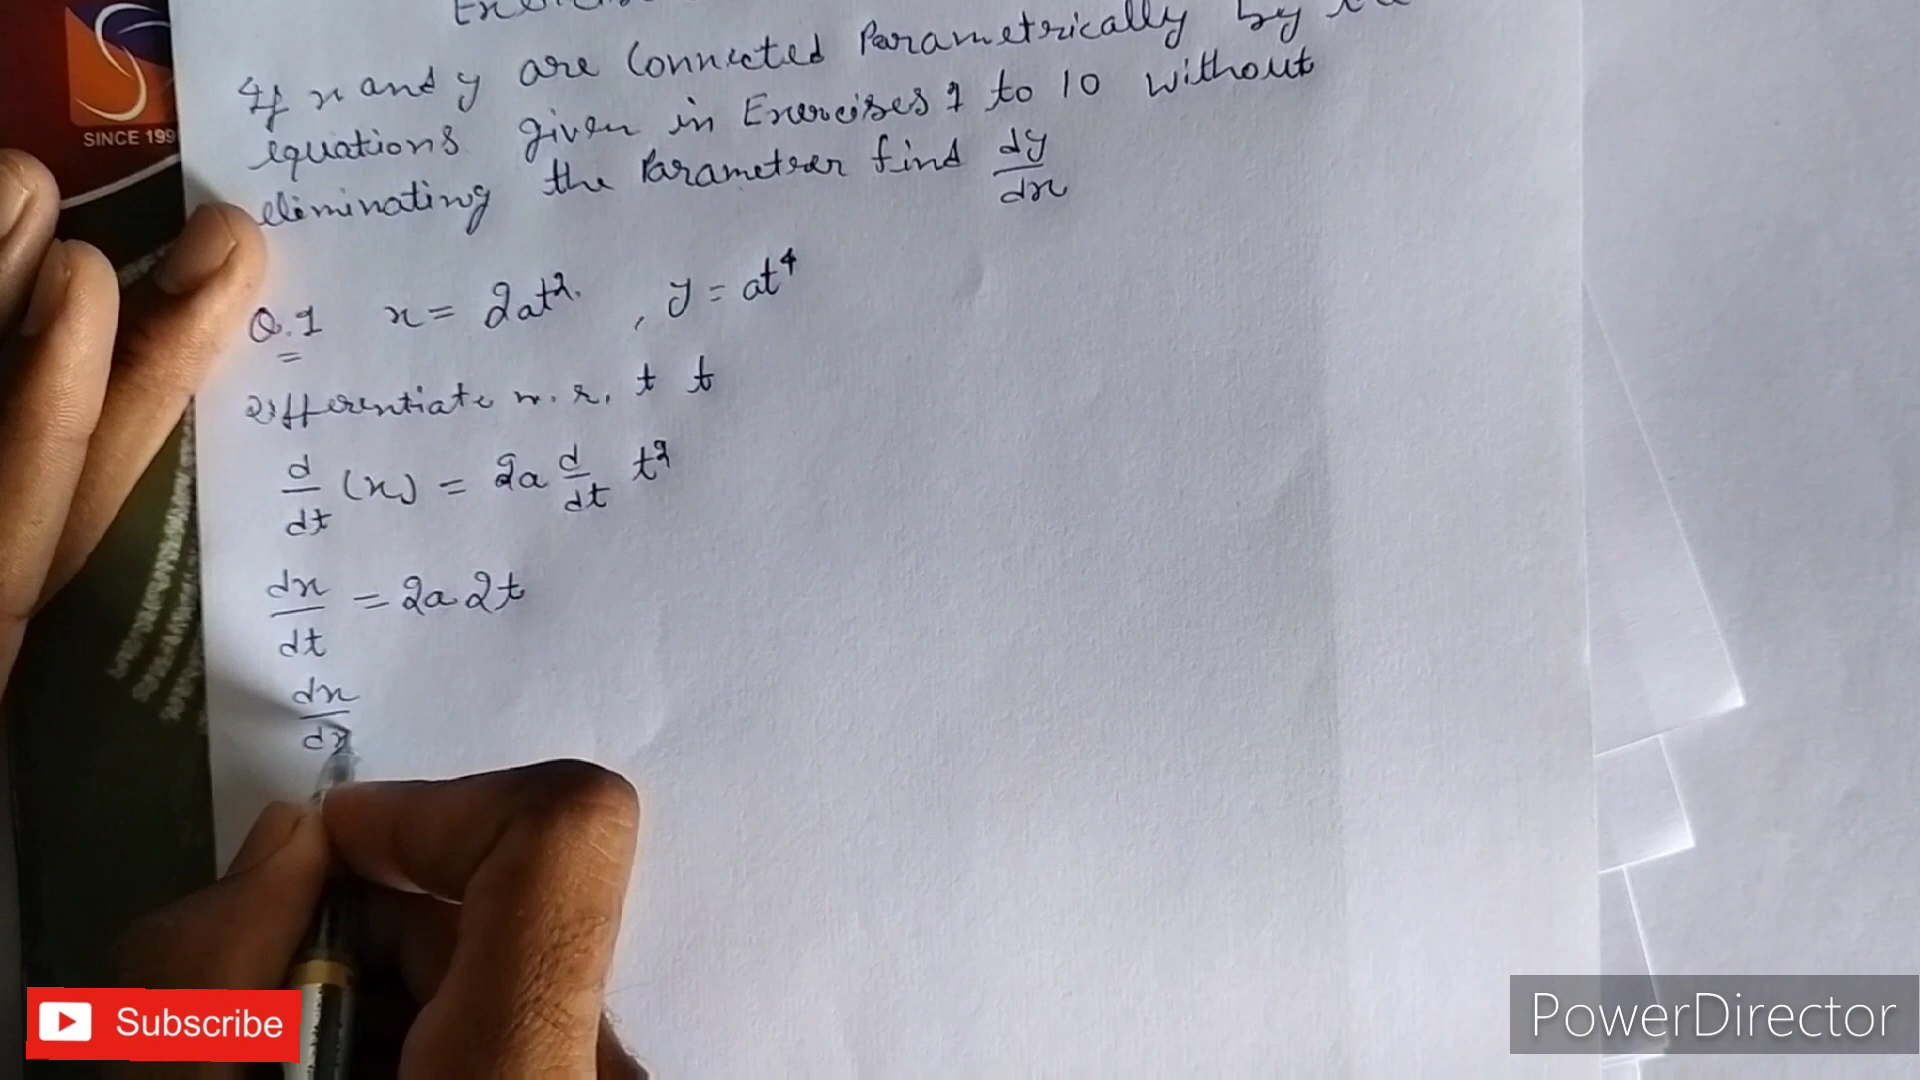 SINCE 199
If x and y are Connected Parametrically by
equations given in Exercises 1 to 10 without
eliminating the Parameter find dy/dx
Q.1 x = 2at², y = at⁴
Differentiate w.r.t t
d/dt (x) = 2a d/dt t²
dx/dt = 2a 2t
dx
Subscribe
PowerDirector